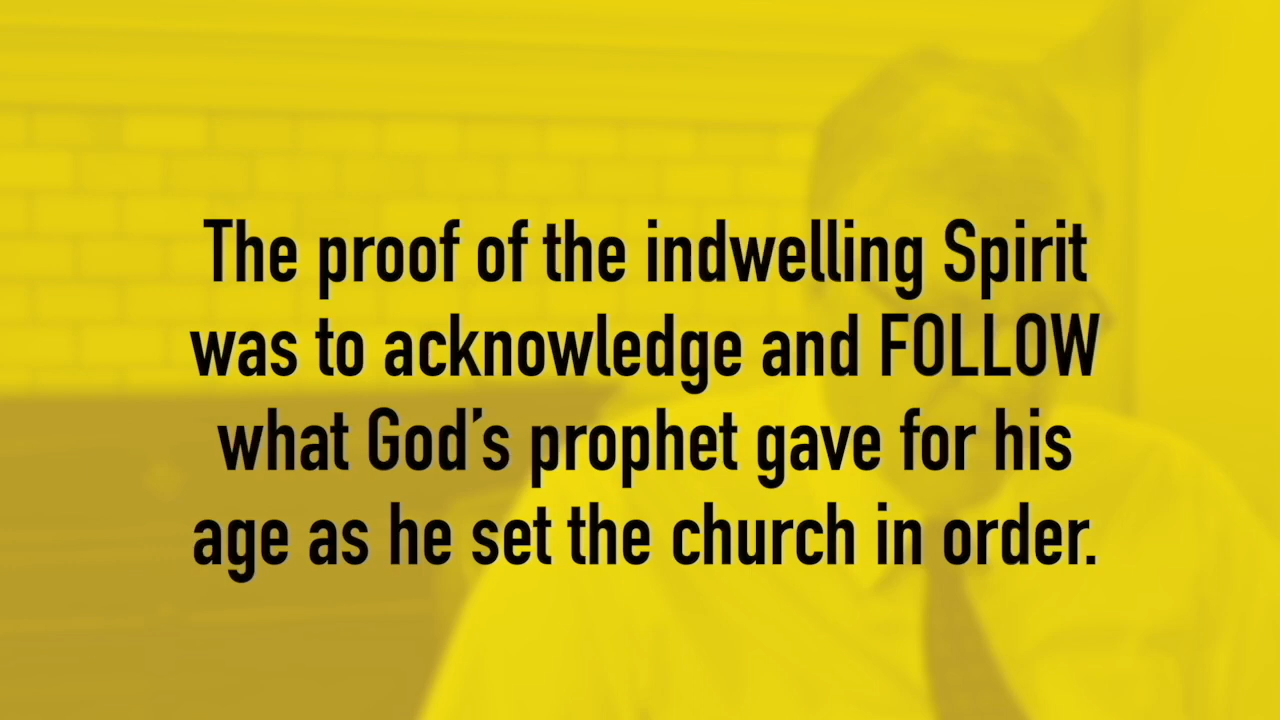 The proof of the indwelling Spirit
was to acknowledge and FOLLOW
what God's prophet gave for his
age as he set the church in order.